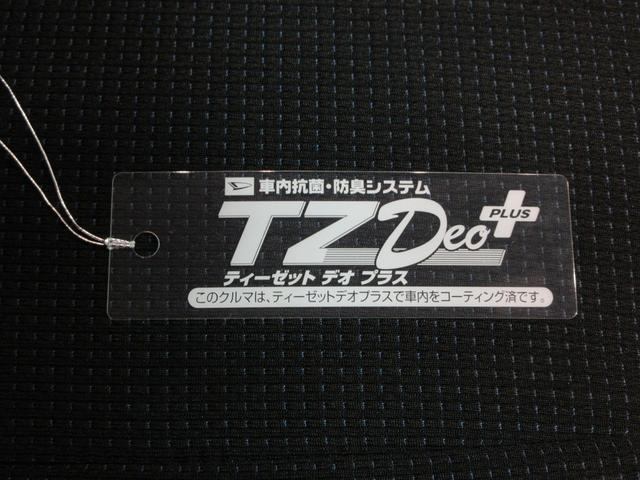 車内抗菌・防臭システム
TZ Deo PLUS
ティーゼット デオ プラス
このクルマは、ティーゼットデオプラスで車内をコーティング済です。